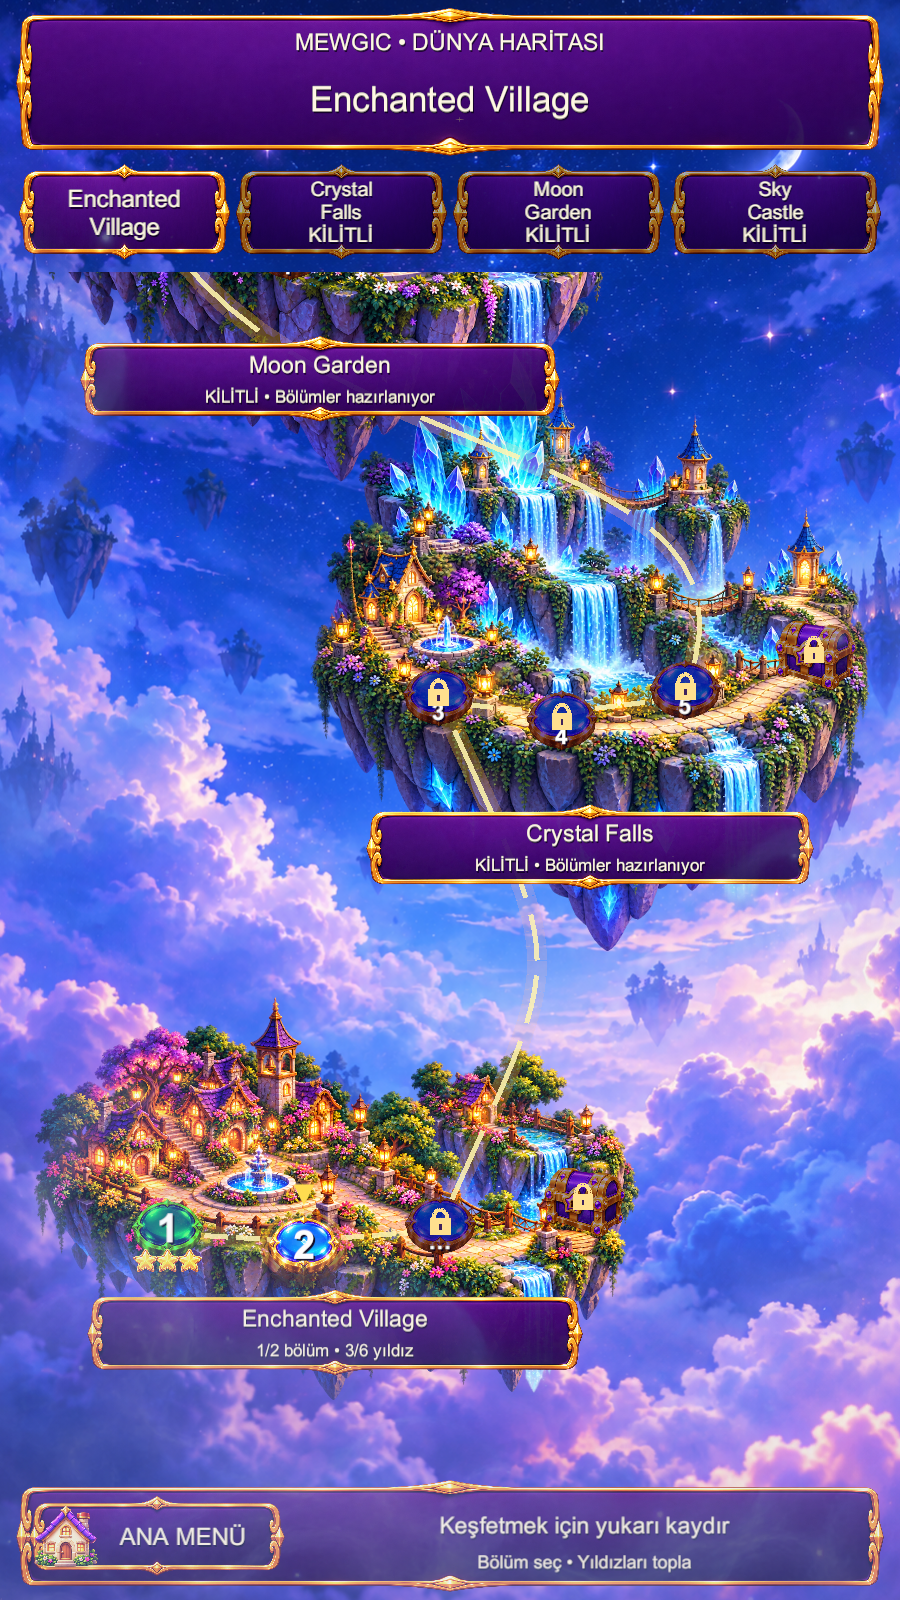 MEWGIC • DÜNYA HARİTASI
Enchanted Village
Enchanted
Village
Crystal
Falls
KİLİTLİ
Moon
Garden
KİLİTLİ
Sky
Castle
KİLİTLİ
Moon Garden
KİLİTLİ • Bölümler hazırlanıyor
3
4
5
Crystal Falls
KİLİTLİ • Bölümler hazırlanıyor
1
2
...
Enchanted Village
1/2 bölüm • 3/6 yıldız
ANA MENÜ
Keşfetmek için yukarı kaydır
Bölüm seç • Yıldızları topla